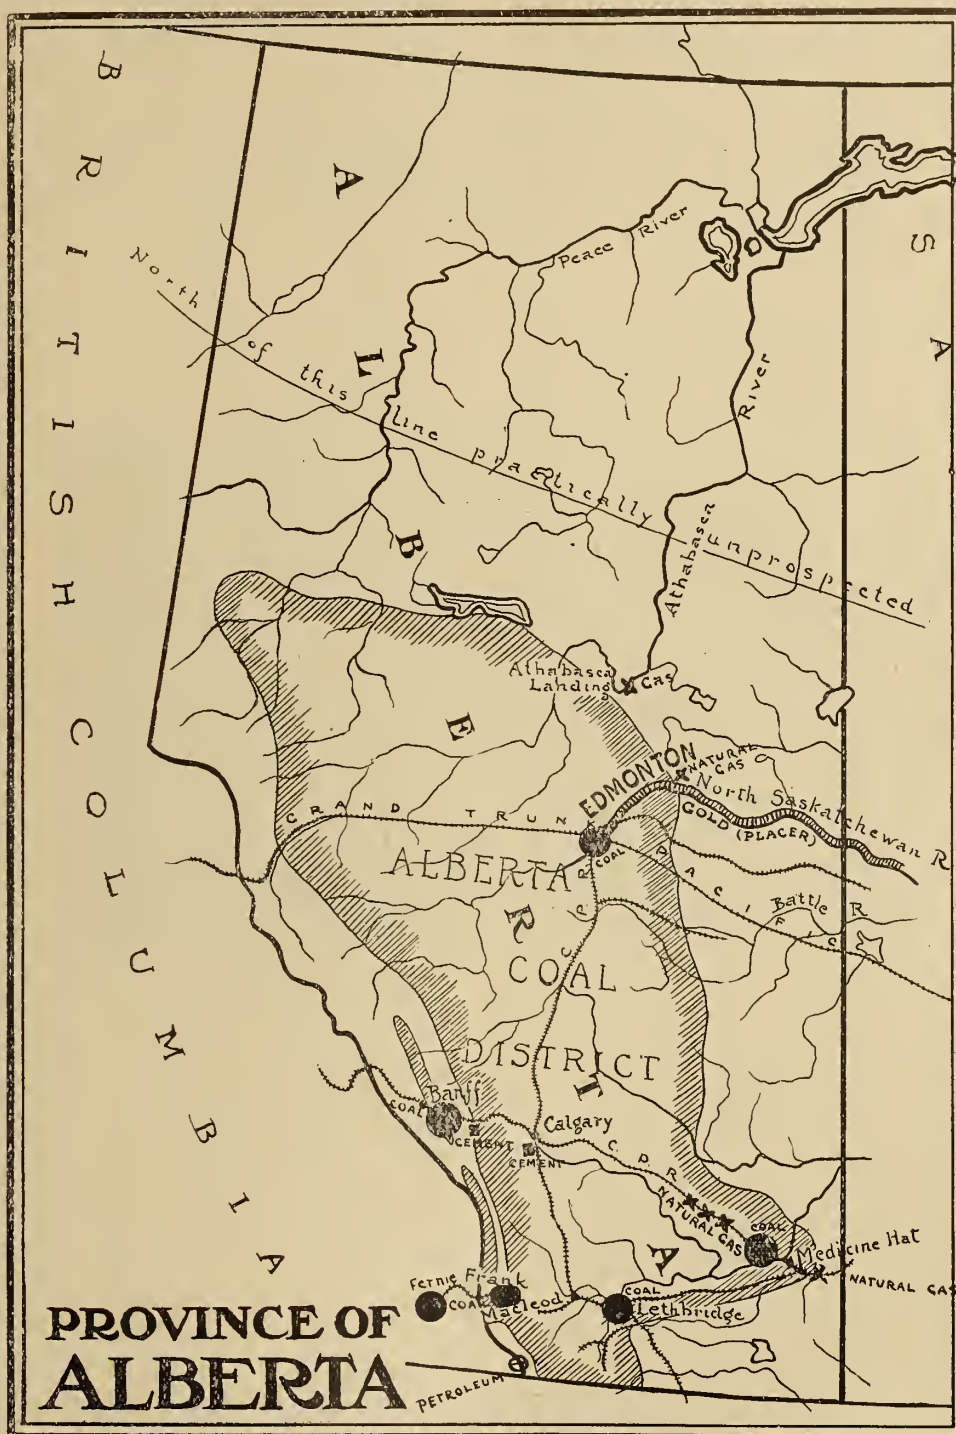 BRITISH COLUMBIA
ALBERTA
SA
North of this line practically unprospected
Peace River
Athabasca River
Athabasca
Landing
GAS
EDMONTON
NATURAL
GAS
North Saskatchewan R
GOLD (PLACER)
COAL
GRAND TRUNK PACIFIC
Battle R
C P R
ALBERTA
COAL
DISTRICT
Banff
COAL
CEMENT
Calgary
CEMENT
C P R
NATURAL GAS
COAL
Medicine Hat
NATURAL GAS
Fernie
Frank
COAL
Macleod
COAL
Lethbridge
PETROLEUM
PROVINCE OF
ALBERTA